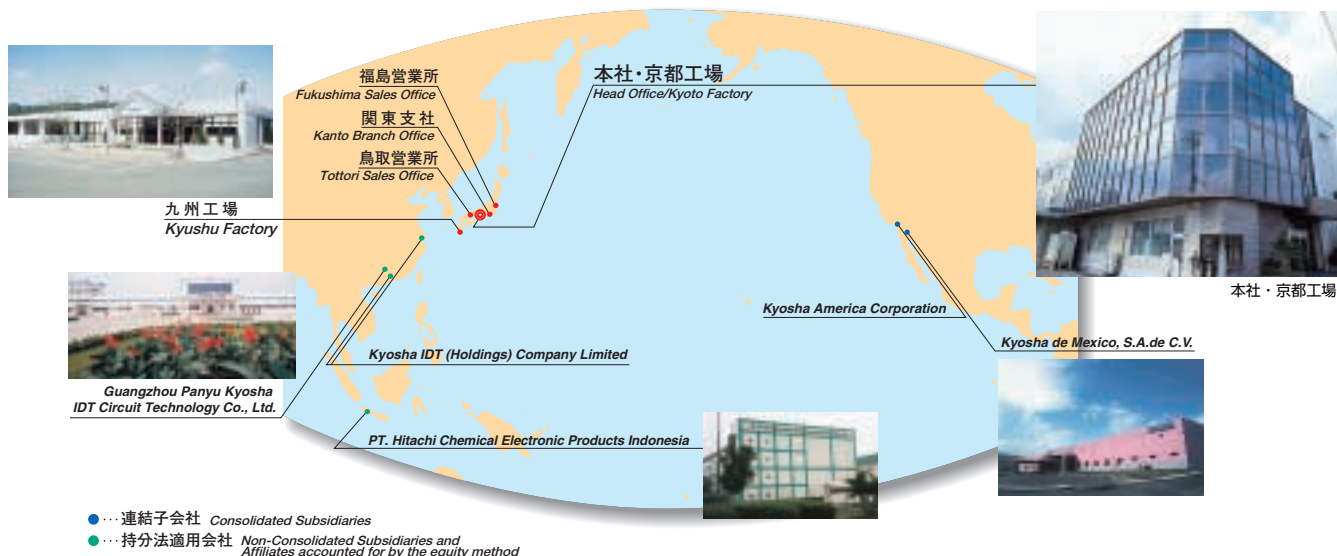 福島営業所
Fukushima Sales Office
関東支社
Kanto Branch Office
鳥取営業所
Tottori Sales Office
本社・京都工場
Head Office/Kyoto Factory
九州工場
Kyushu Factory
本社・京都工場
Kyosha America Corporation
Kyosha de Mexico, S.A.de C.V.
Kyosha IDT (Holdings) Company Limited
Guangzhou Panyu Kyosha
IDT Circuit Technology Co., Ltd.
PT. Hitachi Chemical Electronic Products Indonesia
●…連結子会社 Consolidated Subsidiaries
●…持分法適用会社 Non-Consolidated Subsidiaries and
Affiliates accounted for by the equity method